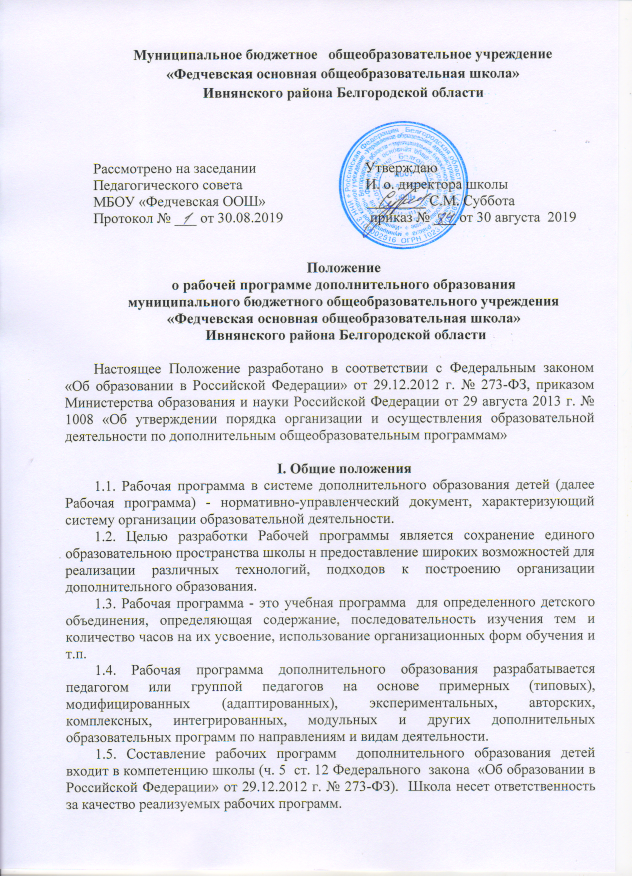 Муниципальное бюджетное общеобразовательное учреждение
«Федчевская основная общеобразовательная школа»
Ивнянского района Белгородской области
Рассмотрено на заседании
Педагогического совета
МБОУ «Федчевская ООШ»
Протокол № 1 от 30.08.2019
Утверждаю
И. о. директора школы
С.М. Суббота
приказ № от 30 августа 2019
Положение
о рабочей программе дополнительного образования
муниципального бюджетного общеобразовательного учреждения
«Федчевская основная общеобразовательная школа»
Ивнянского района Белгородской области
Настоящее Положение разработано в соответствии с Федеральным законом
«Об образовании в Российской Федерации» от 29.12.2012 г. № 273-ФЗ, приказом
Министерства образования и науки Российской Федерации от 29 августа 2013 г. №
1008 «Об утверждении порядка организации и осуществления образовательной
деятельности по дополнительным общеобразовательным программам»
I. Общие положения
1.1. Рабочая программа в системе дополнительного образования детей (далее
Рабочая программа) - нормативно-управленческий документ, характеризующий
систему организации образовательной деятельности.
1.2. Целью разработки Рабочей программы является сохранение единого
образовательною пространства школы н предоставление широких возможностей для
реализации различных технологий, подходов к построению организации
дополнительного образования.
1.3. Рабочая программа - это учебная программа для определенного детского
объединения, определяющая содержание, последовательность изучения тем и
количество часов на их усвоение, использование организационных форм обучения и
т.п.
1.4. Рабочая программа дополнительного образования разрабатывается
педагогом или группой педагогов на основе примерных (типовых),
модифицированных (адаптированных), экспериментальных, авторских,
комплексных, интегрированных, модульных и других дополнительных
образовательных программ по направлениям и видам деятельности.
1.5. Составление рабочих программ дополнительного образования детей
входит в компетенцию школы (ч. 5 ст. 12 Федерального закона «Об образовании в
Российской Федерации» от 29.12.2012 г. № 273-ФЗ). Школа несет ответственность
за качество реализуемых рабочих программ.